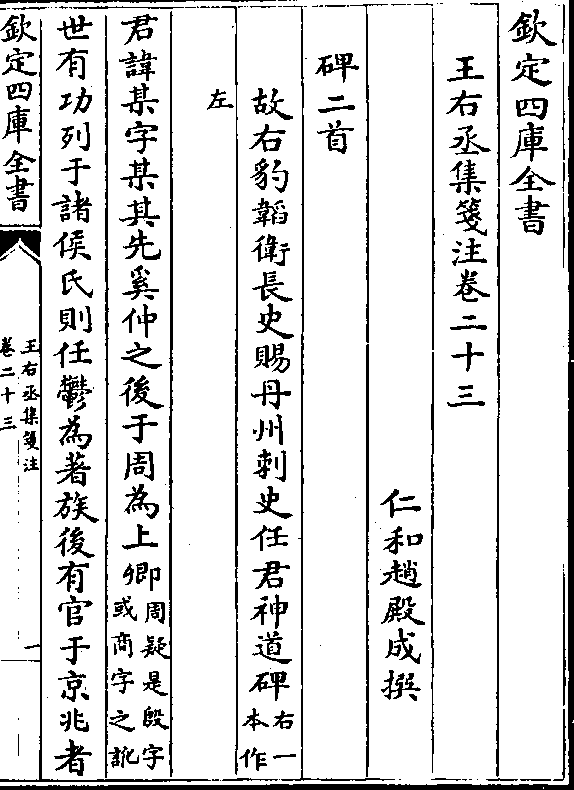 欽定四庫全書
王右丞集箋注卷二十三
仁和趙殿成撰
碑二首
故右豹韜衛長史賜丹州刺史任君神道碑右一本作
左
君諱某字某其先奚仲之後于周為上卿周疑是殷字即或商字之訛
世有功列于諸侯氏則任鬱為著族後有官于京兆者
欽定四庫全書
王右丞集箋注
卷二十三
一